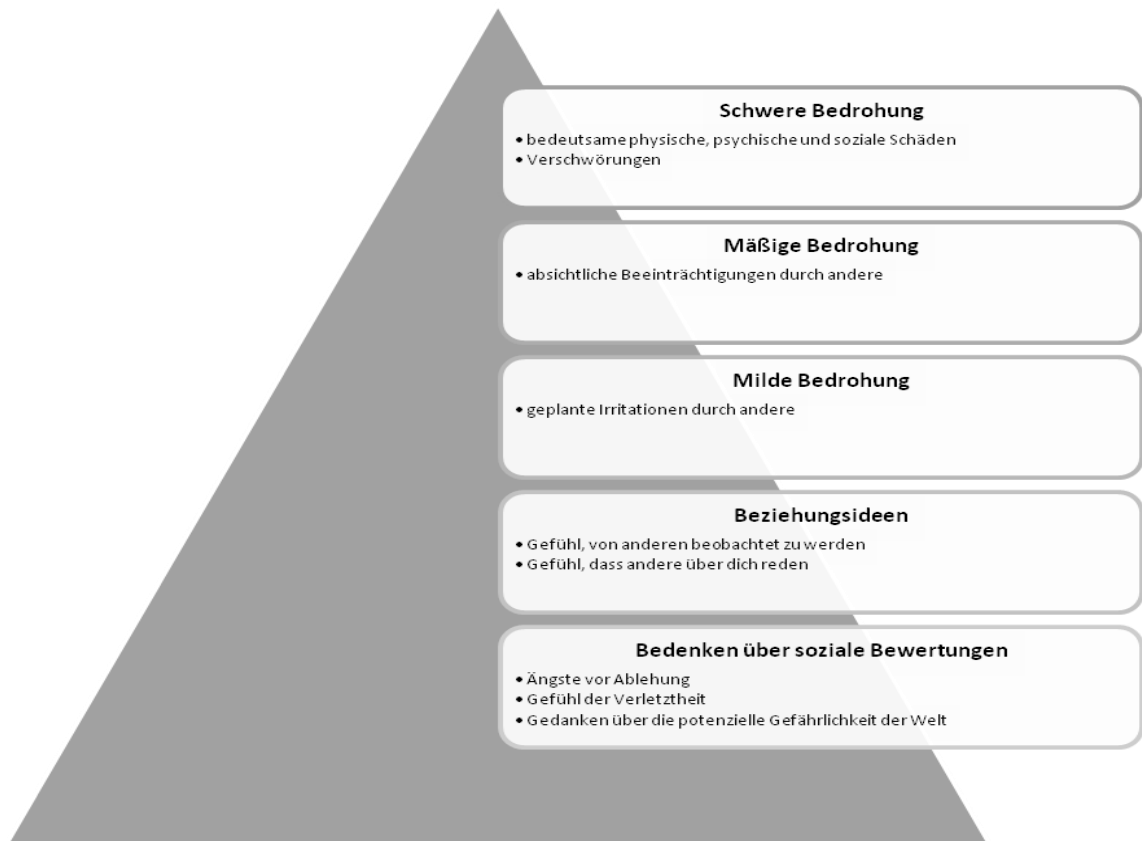 Schwere Bedrohung
• bedeutsame physische, psychische und soziale Schäden
• Verschwörungen
Mäßige Bedrohung
• absichtliche Beeinträchtigungen durch andere
Milde Bedrohung
• geplante Irritationen durch andere
Beziehungsideen
• Gefühl, von anderen beobachtet zu werden
• Gefühl, dass andere über dich reden
Bedenken über soziale Bewertungen
• Ängste vor Ablehung
• Gefühl der Verletztheit
• Gedanken über die potenzielle Gefährlichkeit der Welt